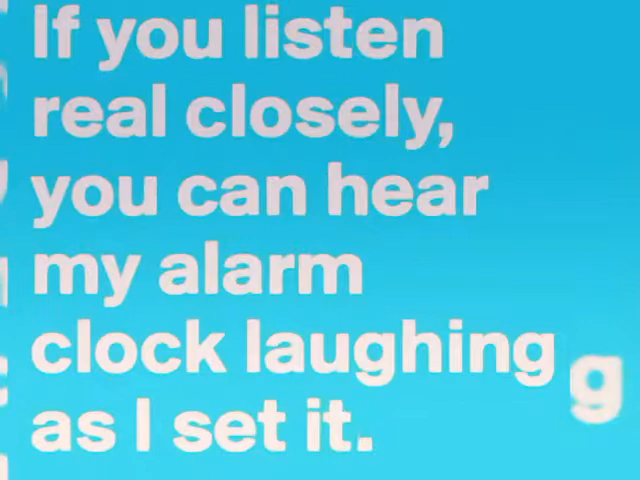 If you listen
real closely,
you can hear
my alarm
clock laughing
as I set it.
g